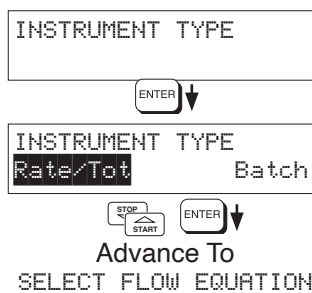 INSTRUMENT TYPE
ENTER
INSTRUMENT TYPE
Rate/Tot Batch
STOP
START
ENTER
Advance To
SELECT FLOW EQUATION